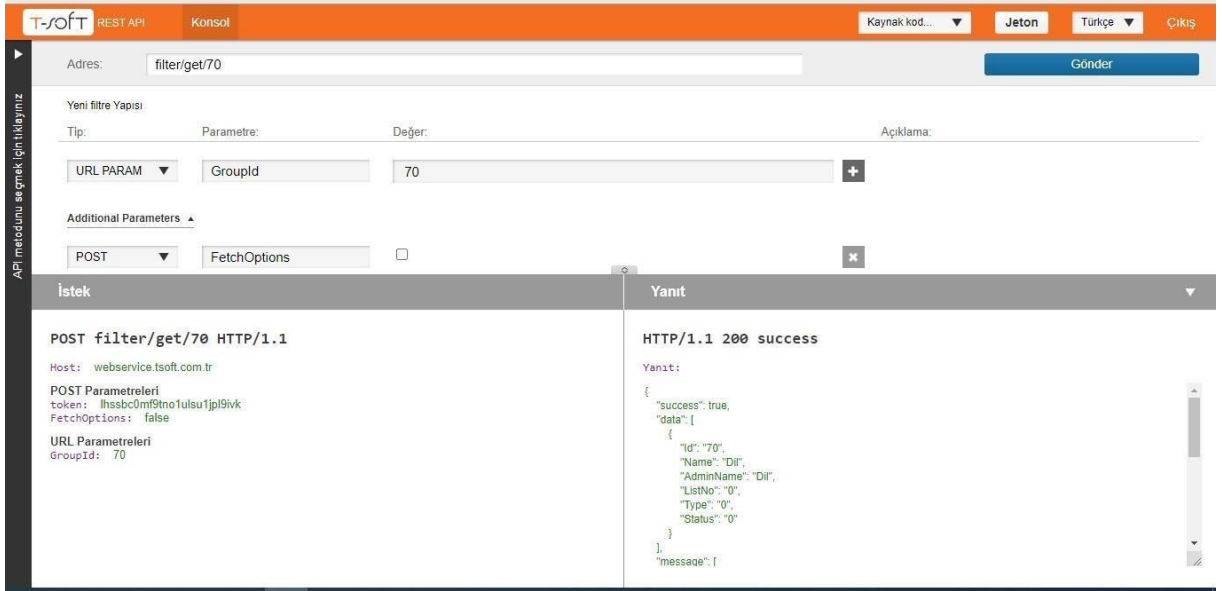 T-SOFT REST API Konsol Kaynak kod... Jeton Türkçe Çıkış
API metodunu seçmek için tıklayınız
Adres: filter/get/70 Gönder
Yeni filtre Yapısı
Tip: Parametre: Değer: Açıklama:
URL PARAM GroupId 70
Additional Parameters
POST FetchOptions
İstek
POST filter/get/70 HTTP/1.1
Host: webservice.tsoft.com.tr
POST Parametreleri
token: lhssbc0mf9tno1ulsu1jpl9ivk
FetchOptions: false
URL Parametreleri
GroupId: 70
Yanıt
HTTP/1.1 200 success
Yanıt:
{
"success": true,
"data": [
{
"Id": "70",
"Name": "Dil",
"AdminName": "Dil",
"ListNo": "0",
"Type": "0",
"Status": "0"
}
],
"message": [